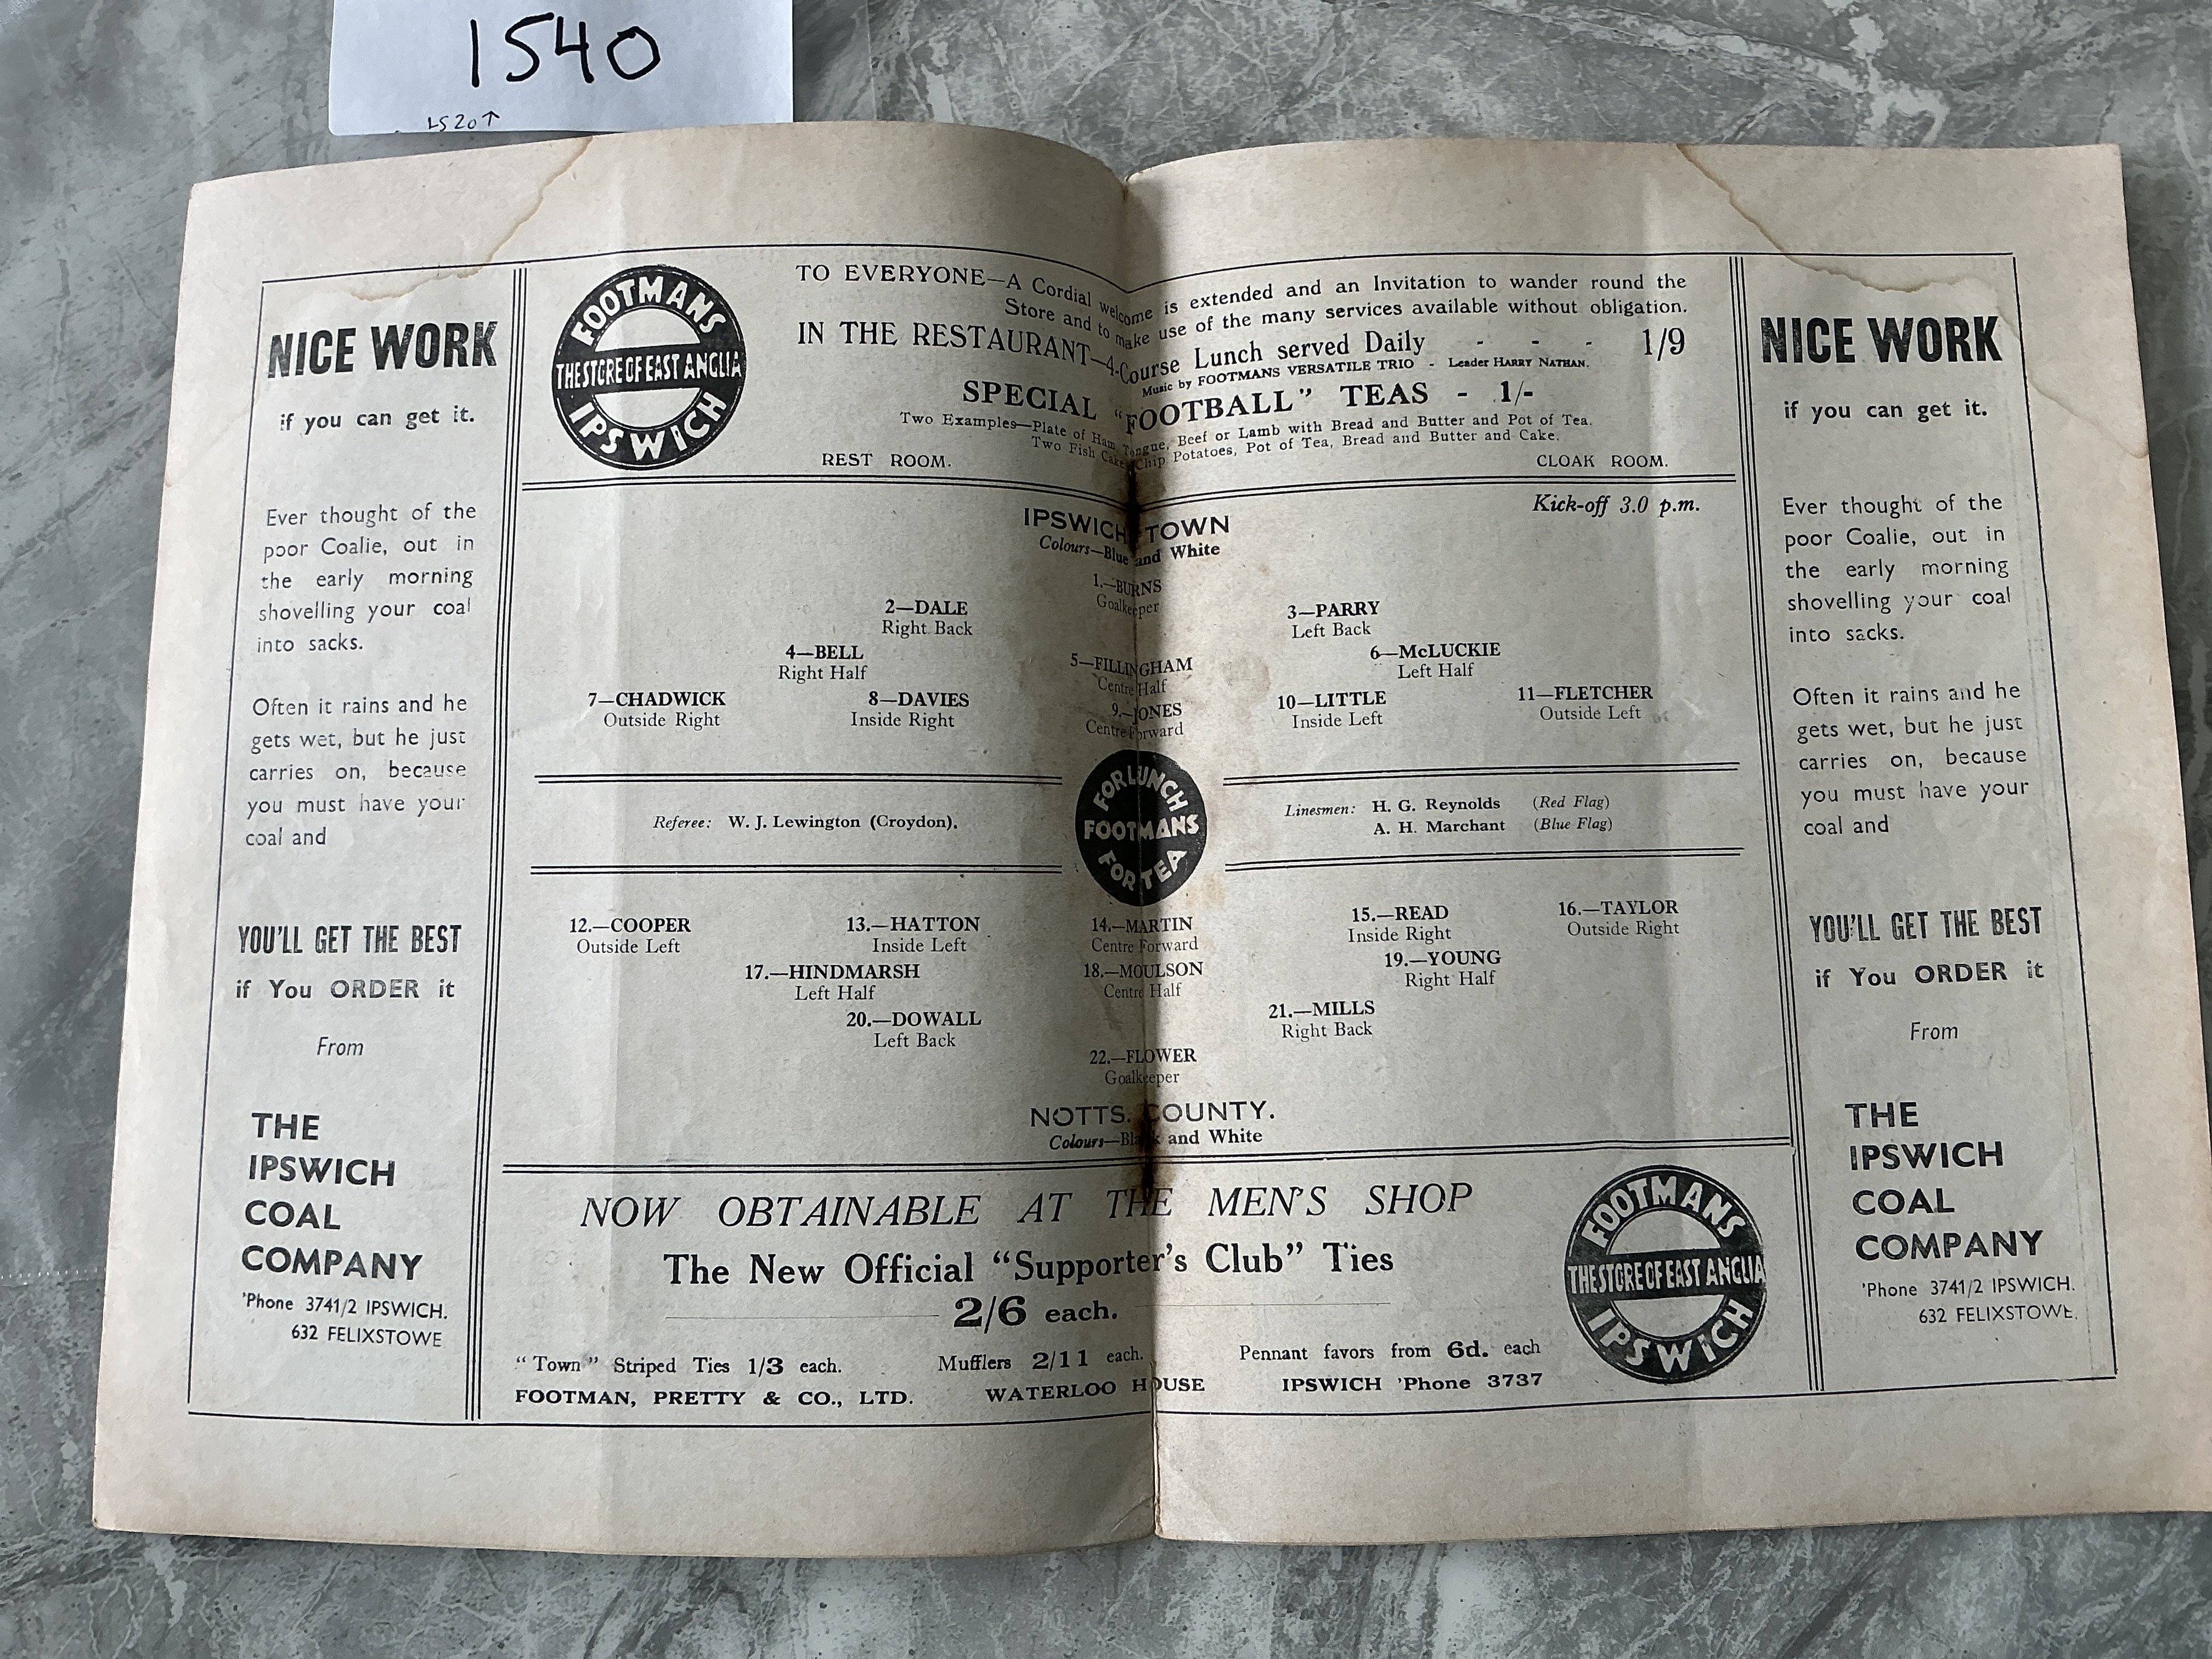 1540
LS20↑
NICE WORK
if you can get it.
Ever thought of the
poor Coalie, out in
the early morning
shovelling your coal
into sacks.
Often it rains and he
gets wet, but he just
carries on, because
you must have your
coal and
YOU'LL GET THE BEST
if You ORDER it
From
THE
IPSWICH
COAL
COMPANY
'Phone 3741/2 IPSWICH.
632 FELIXSTOWE
FOOTMANS
THE STORE OF EAST ANGLIA
IPSWICH
TO EVERYONE—A Cordial welcome is extended and an Invitation to wander round the
Store and to make use of the many services available without obligation.
IN THE RESTAURANT—4-Course Lunch served Daily - - - 1/9
Music by FOOTMANS VERSATILE TRIO - Leader HARRY NATHAN.
SPECIAL "FOOTBALL" TEAS - 1/-
Two Examples—Plate of Ham, Tongue, Beef or Lamb with Bread and Butter and Pot of Tea.
Two Fish Cakes, Chip Potatoes, Pot of Tea, Bread and Butter and Cake.
REST ROOM. CLOAK ROOM.
Kick-off 3.0 p.m.
IPSWICH TOWN
Colours—Blue and White
1.—BURNS
Goalkeeper
2—DALE 3—PARRY
Right Back Left Back
4—BELL 5—FILLINGHAM 6—McLUCKIE
Right Half Centre Half Left Half
7—CHADWICK 8—DAVIES 9.—JONES 10—LITTLE 11—FLETCHER
Outside Right Inside Right Centre Forward Inside Left Outside Left
FOR LUNCH
FOOTMANS
FOR TEA
Referee: W. J. Lewington (Croydon).
Linesmen: H. G. Reynolds (Red Flag)
A. H. Marchant (Blue Flag)
12.—COOPER 13.—HATTON 14.—MARTIN 15.—READ 16.—TAYLOR
Outside Left Inside Left Centre Forward Inside Right Outside Right
17.—HINDMARSH 18.—MOULSON 19.—YOUNG
Left Half Centre Half Right Half
20.—DOWALL 21.—MILLS
Left Back Right Back
22.—FLOWER
Goalkeeper
NOTTS. COUNTY.
Colours—Black and White
NOW OBTAINABLE AT THE MEN'S SHOP
The New Official "Supporter's Club" Ties
2/6 each.
"Town" Striped Ties 1/3 each. Mufflers 2/11 each. Pennant favors from 6d. each
FOOTMAN, PRETTY & CO., LTD. WATERLOO HOUSE IPSWICH 'Phone 3737
FOOTMANS
THE STORE OF EAST ANGLIA
IPSWICH
NICE WORK
if you can get it.
Ever thought of the
poor Coalie, out in
the early morning
shovelling your coal
into sacks.
Often it rains and he
gets wet, but he just
carries on, because
you must have your
coal and
YOU'LL GET THE BEST
if You ORDER it
From
THE
IPSWICH
COAL
COMPANY
'Phone 3741/2 IPSWICH.
632 FELIXSTOWE.